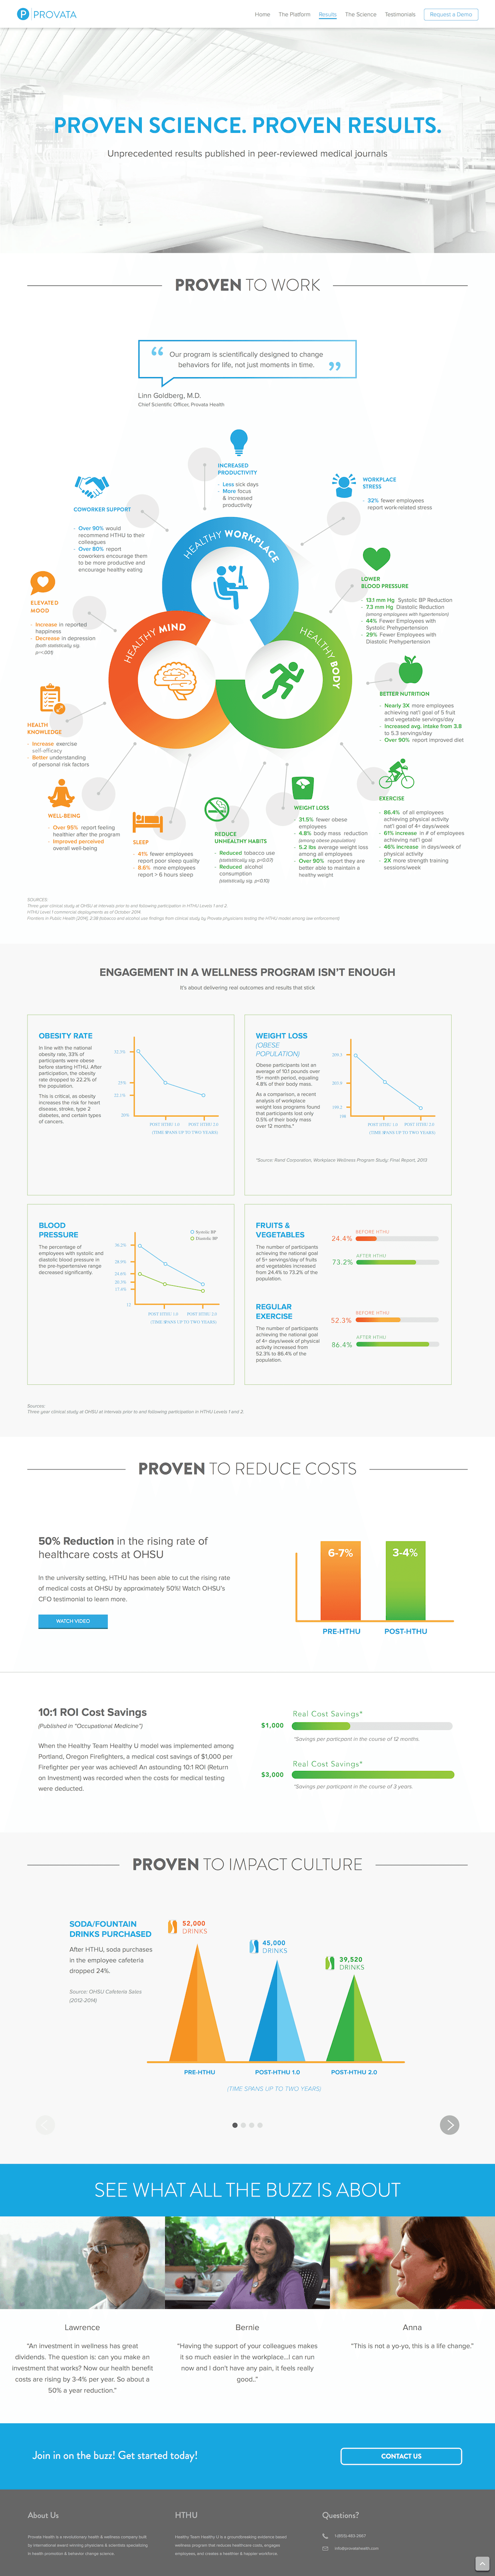 PROVATA
Home The Platform Results The Science Testimonials Request a Demo
PROVEN SCIENCE. PROVEN RESULTS.
Unprecedented results published in peer-reviewed medical journals
PROVEN TO WORK
“ Our program is scientifically designed to change
behaviors for life, not just moments in time. ”
Linn Goldberg, M.D.
Chief Scientific Officer, Provata Health
INCREASED
PRODUCTIVITY
- Less sick days
- More focus
& increased
productivity
WORKPLACE
STRESS
- 32% fewer employees
report work-related stress
COWORKER SUPPORT
- Over 90% would
recommend HTHU to their
colleagues
- Over 80% report
coworkers encourage them
to be more productive and
encourage healthy eating
HEALTHY WORKPLACE
HEALTHY MIND
HEALTHY BODY
LOWER
BLOOD PRESSURE
- 13.1 mm Hg Systolic BP Reduction
- 7.3 mm Hg Diastolic Reduction
(among employees with hypertension)
- 44% Fewer Employees with
Systolic Prehypertension
- 29% Fewer Employees with
Diastolic Prehypertension
ELEVATED
MOOD
- Increase in reported
happiness
- Decrease in depression
(both statistically sig.
p=<.001)
BETTER NUTRITION
- Nearly 3X more employees
achieving nat'l goal of 5 fruit
and vegetable servings/day
- Increased avg. intake from 3.8
to 5.3 servings/day
- Over 90% report improved diet
HEALTH
KNOWLEDGE
- Increase exercise
self-efficacy
- Better understanding
of personal risk factors
EXERCISE
- 86.4% of all employees
achieving physical activity
nat'l goal of 4+ days/week
- 61% increase in # of employees
achieving nat'l goal
- 46% increase in days/week of
physical activity
- 2X more strength training
sessions/week
WELL-BEING
- Over 95% report feeling
healthier after the program
- Improved perceived
overall well-being
SLEEP
- 41% fewer employees
report poor sleep quality
- 8.6% more employees
report > 6 hours sleep
REDUCE
UNHEALTHY HABITS
- Reduced tobacco use
(statistically sig. p<0.01)
- Reduced alcohol
consumption
(statistically sig. p<0.10)
WEIGHT LOSS
- 31.5% fewer obese
employees
- 4.8% body mass reduction
(among obese population)
- 5.2 lbs average weight loss
among all employees
- Over 90% report they are
better able to maintain a
healthy weight
SOURCES:
Three year clinical study at OHSU at intervals prior to and following participation in HTHU Levels 1 and 2.
HTHU Level 1 commercial deployments as of October 2014
Frontiers in Public Health (2014), 2:38 (tobacco and alcohol use findings from clinical study by Provata physicians testing the HTHU model among law enforcement)
ENGAGEMENT IN A WELLNESS PROGRAM ISN'T ENOUGH
It's about delivering real outcomes and results that stick
OBESITY RATE
In line with the national
obesity rate, 33% of
participants were obese
before starting HTHU. After
participation, the obesity
rate dropped to 22.2% of
the population.
This is critical, as obesity
increases the risk for heart
disease, stroke, type 2
diabetes, and certain types
of cancers.
POST HTHU 1.0 POST HTHU 2.0
(TIME SPANS UP TO TWO YEARS)
WEIGHT LOSS
(OBESE
POPULATION)
Obese participants lost an
average of 10.1 pounds over
15+ month period, equaling
4.8% of their body mass.
As a comparison, a recent
analysis of workplace
weight loss programs found
that participants lost only
0.5% of their body mass
over 12 months.*
POST HTHU 1.0 POST HTHU 2.0
(TIME SPANS UP TO TWO YEARS)
*Source: Rand Corporation, Workplace Wellness Program Study: Final Report, 2013
BLOOD
PRESSURE
The percentage of
employees with systolic and
diastolic blood pressure in
the pre-hypertensive range
decreased significantly.
Systolic BP
Diastolic BP
POST HTHU 1.0 POST HTHU 2.0
(TIME SPANS UP TO TWO YEARS)
FRUITS &
VEGETABLES
The number of participants
achieving the national goal
of 5+ servings/day of fruits
and vegetables increased
from 24.4% to 73.2% of the
population.
BEFORE HTHU
24.4%
AFTER HTHU
73.2%
REGULAR
EXERCISE
The number of participants
achieving the national goal
of 4+ days/week of physical
activity increased from
52.3% to 86.4% of the
population.
BEFORE HTHU
52.3%
AFTER HTHU
86.4%
Sources:
Three year clinical study at OHSU at intervals prior to and following participation in HTHU Levels 1 and 2.
PROVEN TO REDUCE COSTS
50% Reduction in the rising rate of
healthcare costs at OHSU
In the university setting, HTHU has been able to cut the rising rate
of medical costs at OHSU by approximately 50%! Watch OHSU's
CFO testimonial to learn more.
WATCH VIDEO
6-7% 3-4%
PRE-HTHU POST-HTHU
10:1 ROI Cost Savings
(Published in "Occupational Medicine")
When the Healthy Team Healthy U model was implemented among
Portland, Oregon Firefighters, a medical cost savings of $1,000 per
Firefighter per year was achieved! An astounding 10:1 ROI (Return
on Investment) was recorded when the costs for medical testing
were deducted.
Real Cost Savings*
$1,000
*Savings per participant in the course of 12 months.
Real Cost Savings*
$3,000
*Savings per participant in the course of 3 years.
PROVEN TO IMPACT CULTURE
SODA/FOUNTAIN
DRINKS PURCHASED
After HTHU, soda purchases
in the employee cafeteria
dropped 24%.
Source: OHSU Cafeteria Sales
(2012-2014)
52,000
DRINKS
45,000
DRINKS
39,520
DRINKS
PRE-HTHU POST-HTHU 1.0 POST-HTHU 2.0
(TIME SPANS UP TO TWO YEARS)
SEE WHAT ALL THE BUZZ IS ABOUT
Lawrence
"An investment in wellness has great
dividends. The question is: can you make an
investment that works? Now our health benefit
costs are rising by 3-4% per year. So about a
50% a year reduction."
Bernie
"Having the support of your colleagues makes
it so much easier in the workplace...I can run
now and I don't have any pain, it feels really
good.."
Anna
"This is not a yo-yo, this is a life change."
Join in on the buzz! Get started today!
CONTACT US
About Us
Provata Health is a revolutionary health & wellness company built
by international award winning physicians & scientists specializing
in health promotion & behavior change science.
HTHU
Healthy Team Healthy U is a groundbreaking evidence based
wellness program that reduces healthcare costs, engages
employees, and creates a healthier & happier workforce.
Questions?
info@provatahealth.com